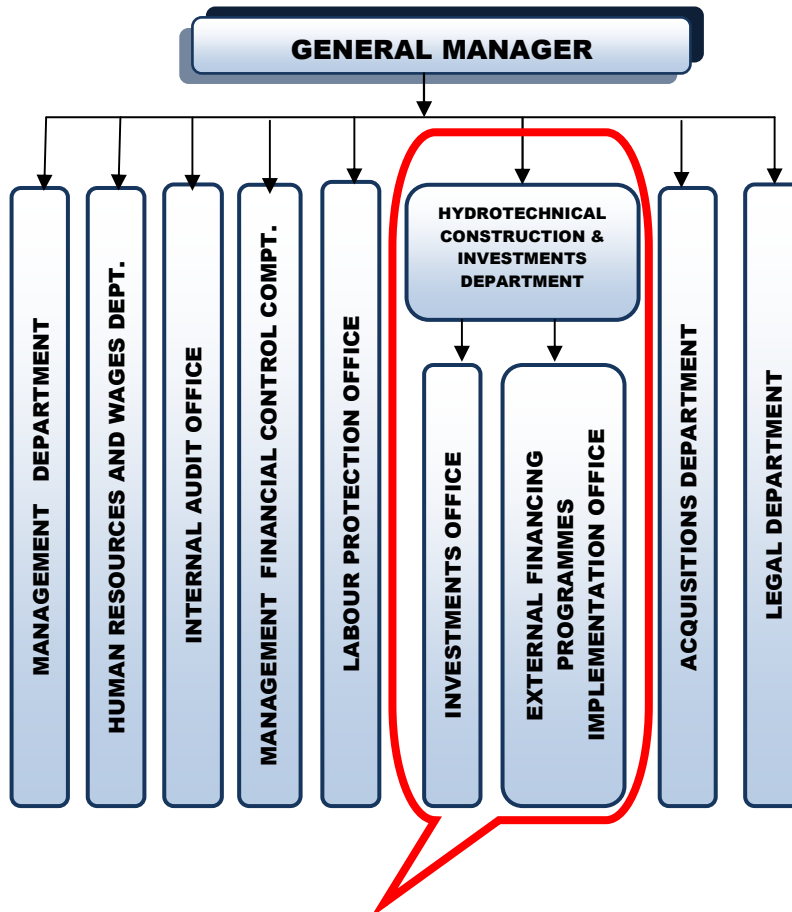 GENERAL MANAGER
MANAGEMENT DEPARTMENT
HUMAN RESOURCES AND WAGES DEPT.
INTERNAL AUDIT OFFICE
MANAGEMENT FINANCIAL CONTROL COMPT.
LABOUR PROTECTION OFFICE
HYDROTECHNICAL
CONSTRUCTION &
INVESTMENTS
DEPARTMENT
INVESTMENTS OFFICE
EXTERNAL FINANCING
PROGRAMMES
IMPLEMENTATION OFFICE
ACQUISITIONS DEPARTMENT
LEGAL DEPARTMENT